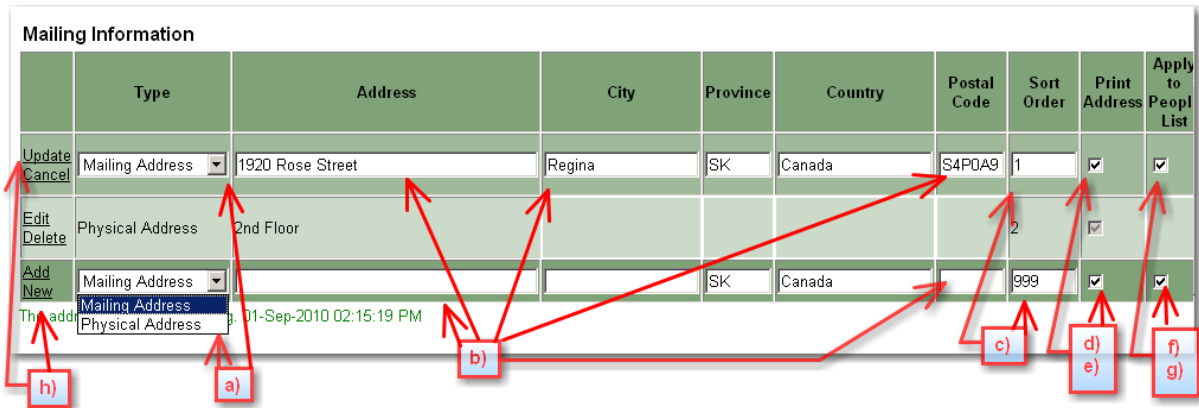 Mailing Information
Type Address City Province Country Postal Code Sort Order Print Address Apply to Peopl List
Update Cancel Mailing Address 1920 Rose Street Regina SK Canada S4P0A9 1
Edit Delete Physical Address 2nd Floor 2
Add New Mailing Address SK Canada 999
Mailing Address
Physical Address
The addr g. 01-Sep-2010 02:15:19 PM
b)
c)
d)
e)
f)
g)
h)
a)